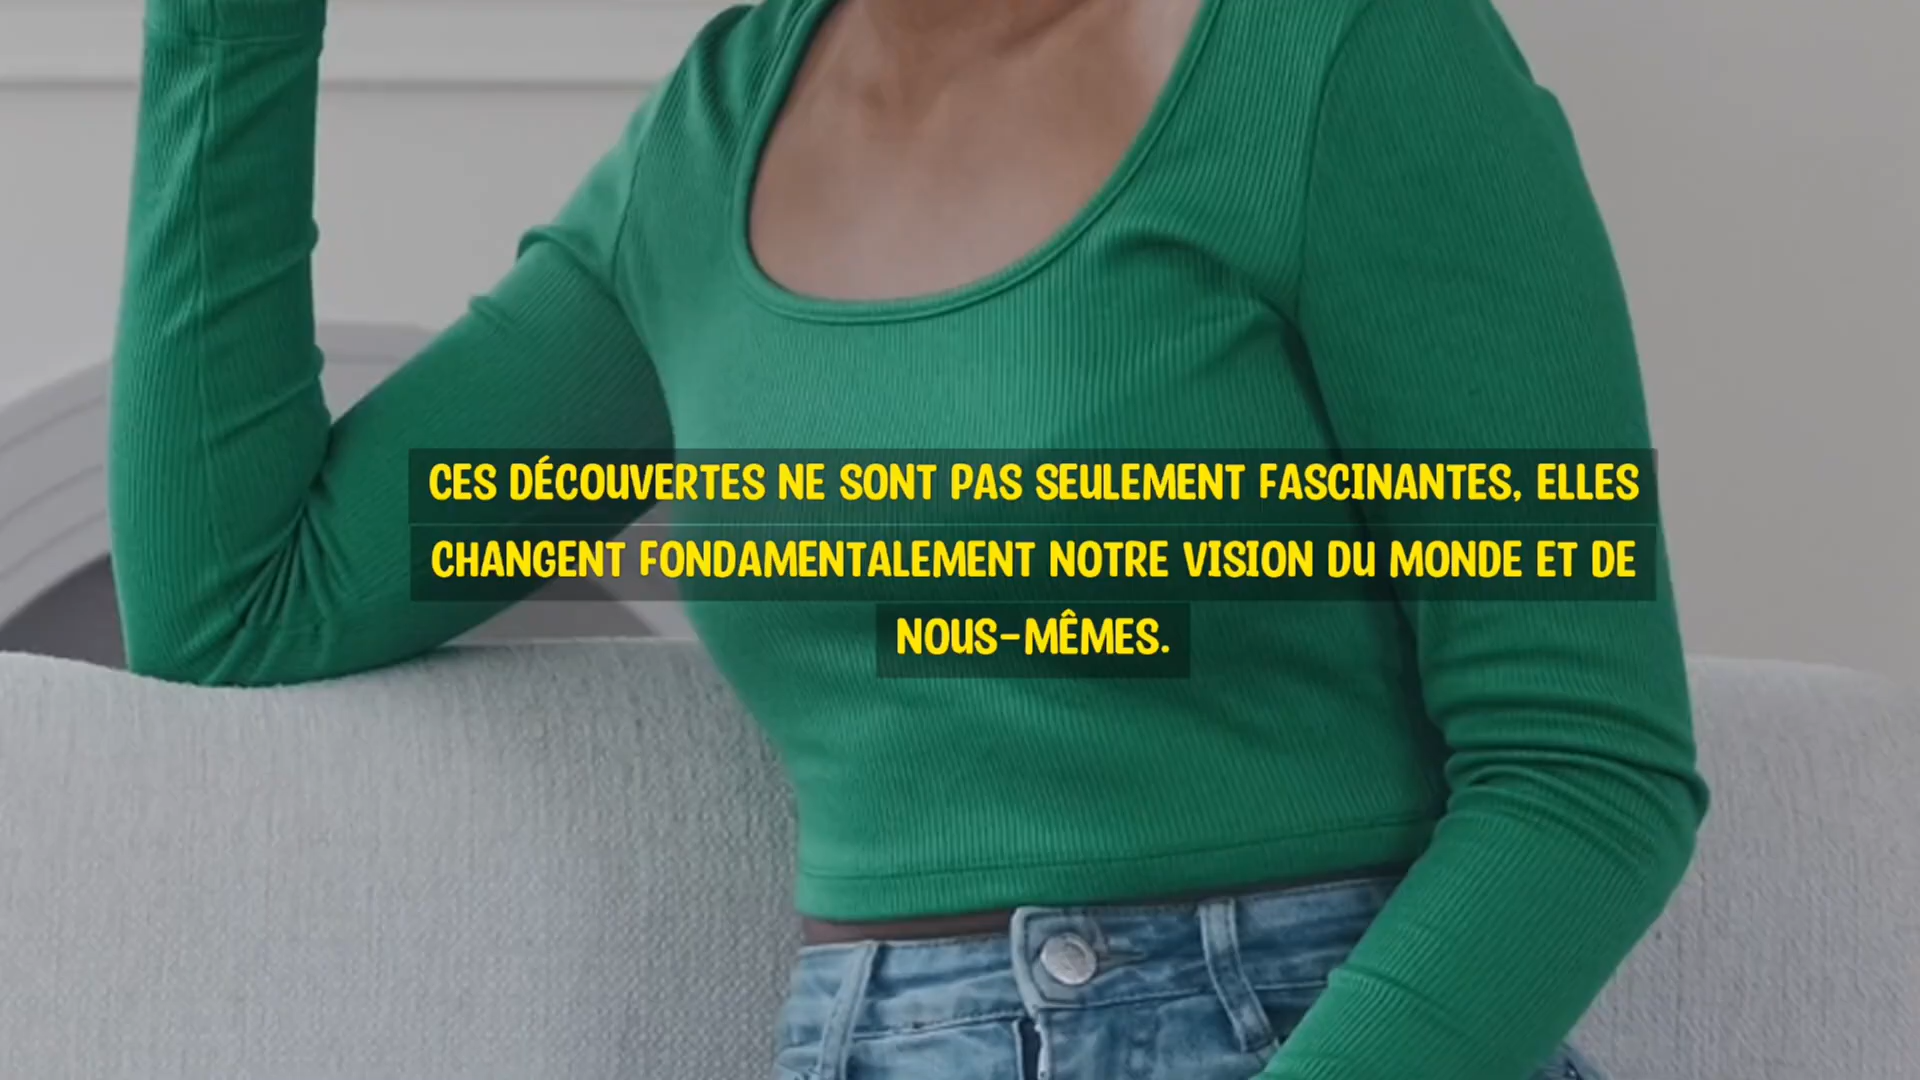 CES DÉCOUVERTES NE SONT PAS SEULEMENT FASCINANTES, ELLES
CHANGENT FONDAMENTALEMENT NOTRE VISION DU MONDE ET DE
NOUS-MÊMES.